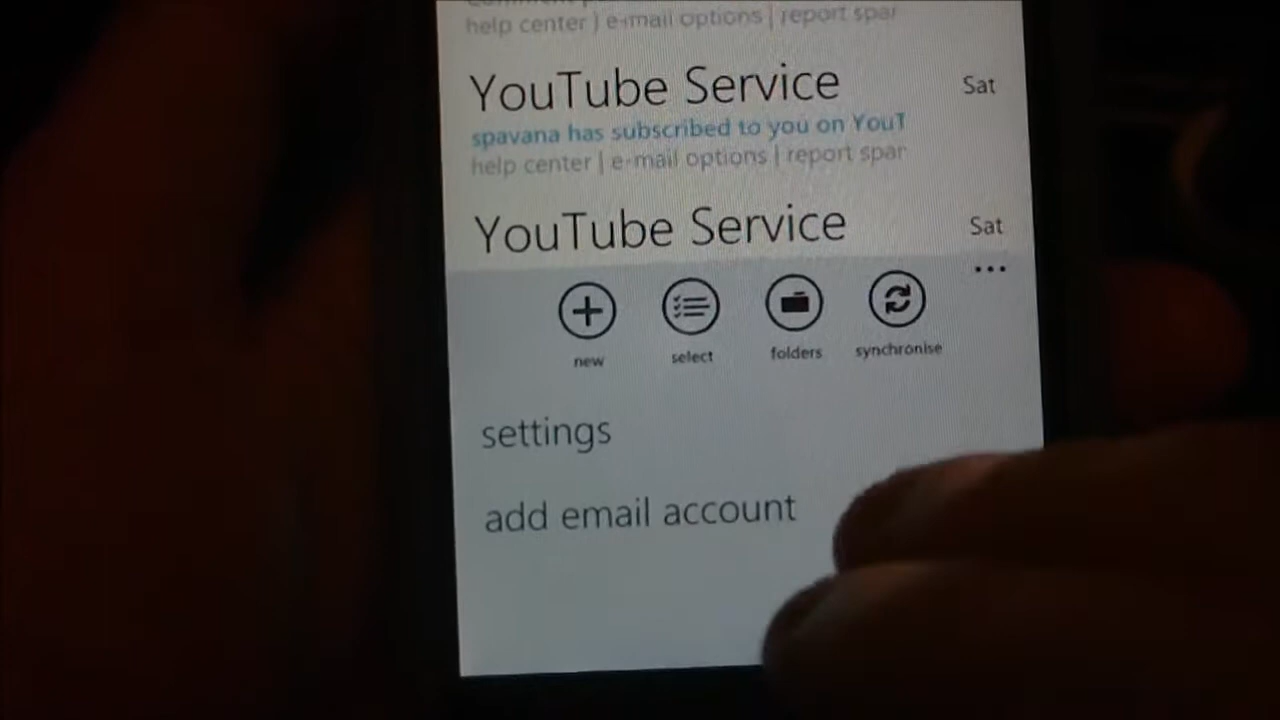 help center | e-mail options | report spar
YouTube Service
Sat
spavana has subscribed to you on YouT
help center | e-mail options | report spar
YouTube Service
Sat
...
new
select
folders
synchronise
settings
add email account